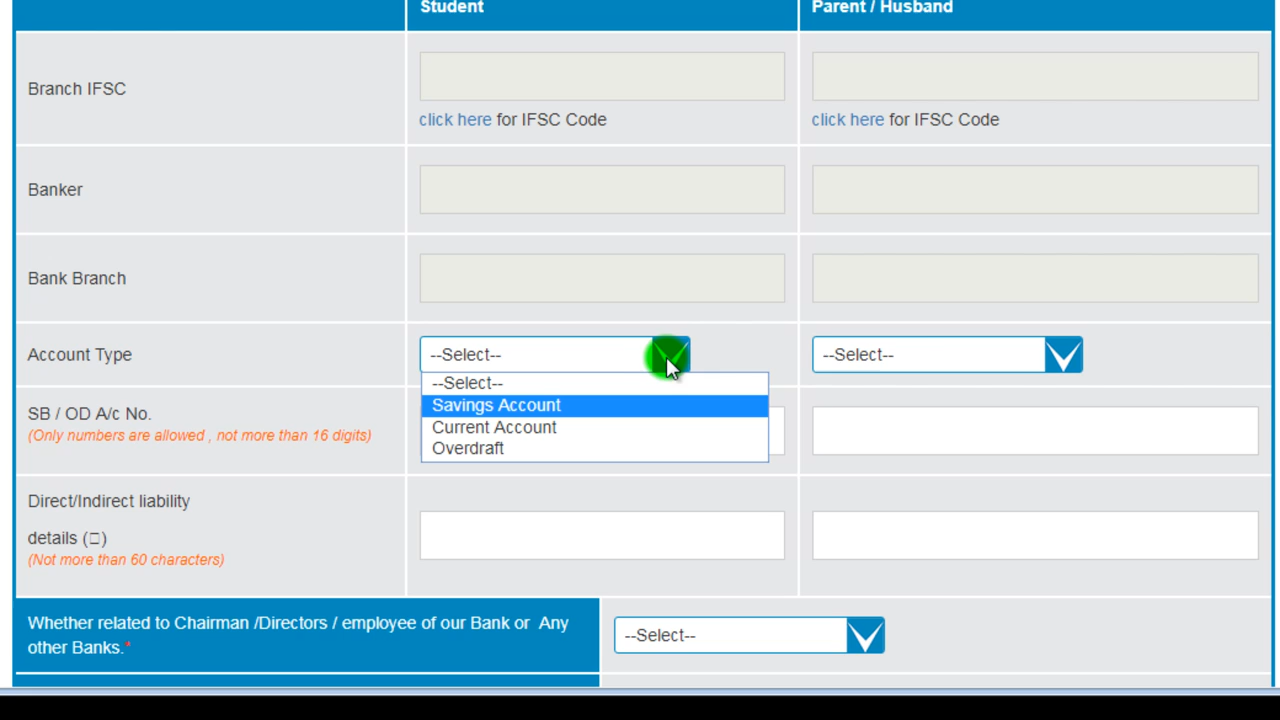 Student Parent / Husband
Branch IFSC
click here for IFSC Code click here for IFSC Code
Banker
Bank Branch
Account Type --Select-- --Select--
--Select--
Savings Account
Current Account
Overdraft
SB / OD A/c No.
(Only numbers are allowed , not more than 16 digits)
Direct/Indirect liability
details (□)
(Not more than 60 characters)
Whether related to Chairman /Directors / employee of our Bank or Any
other Banks.*
--Select--